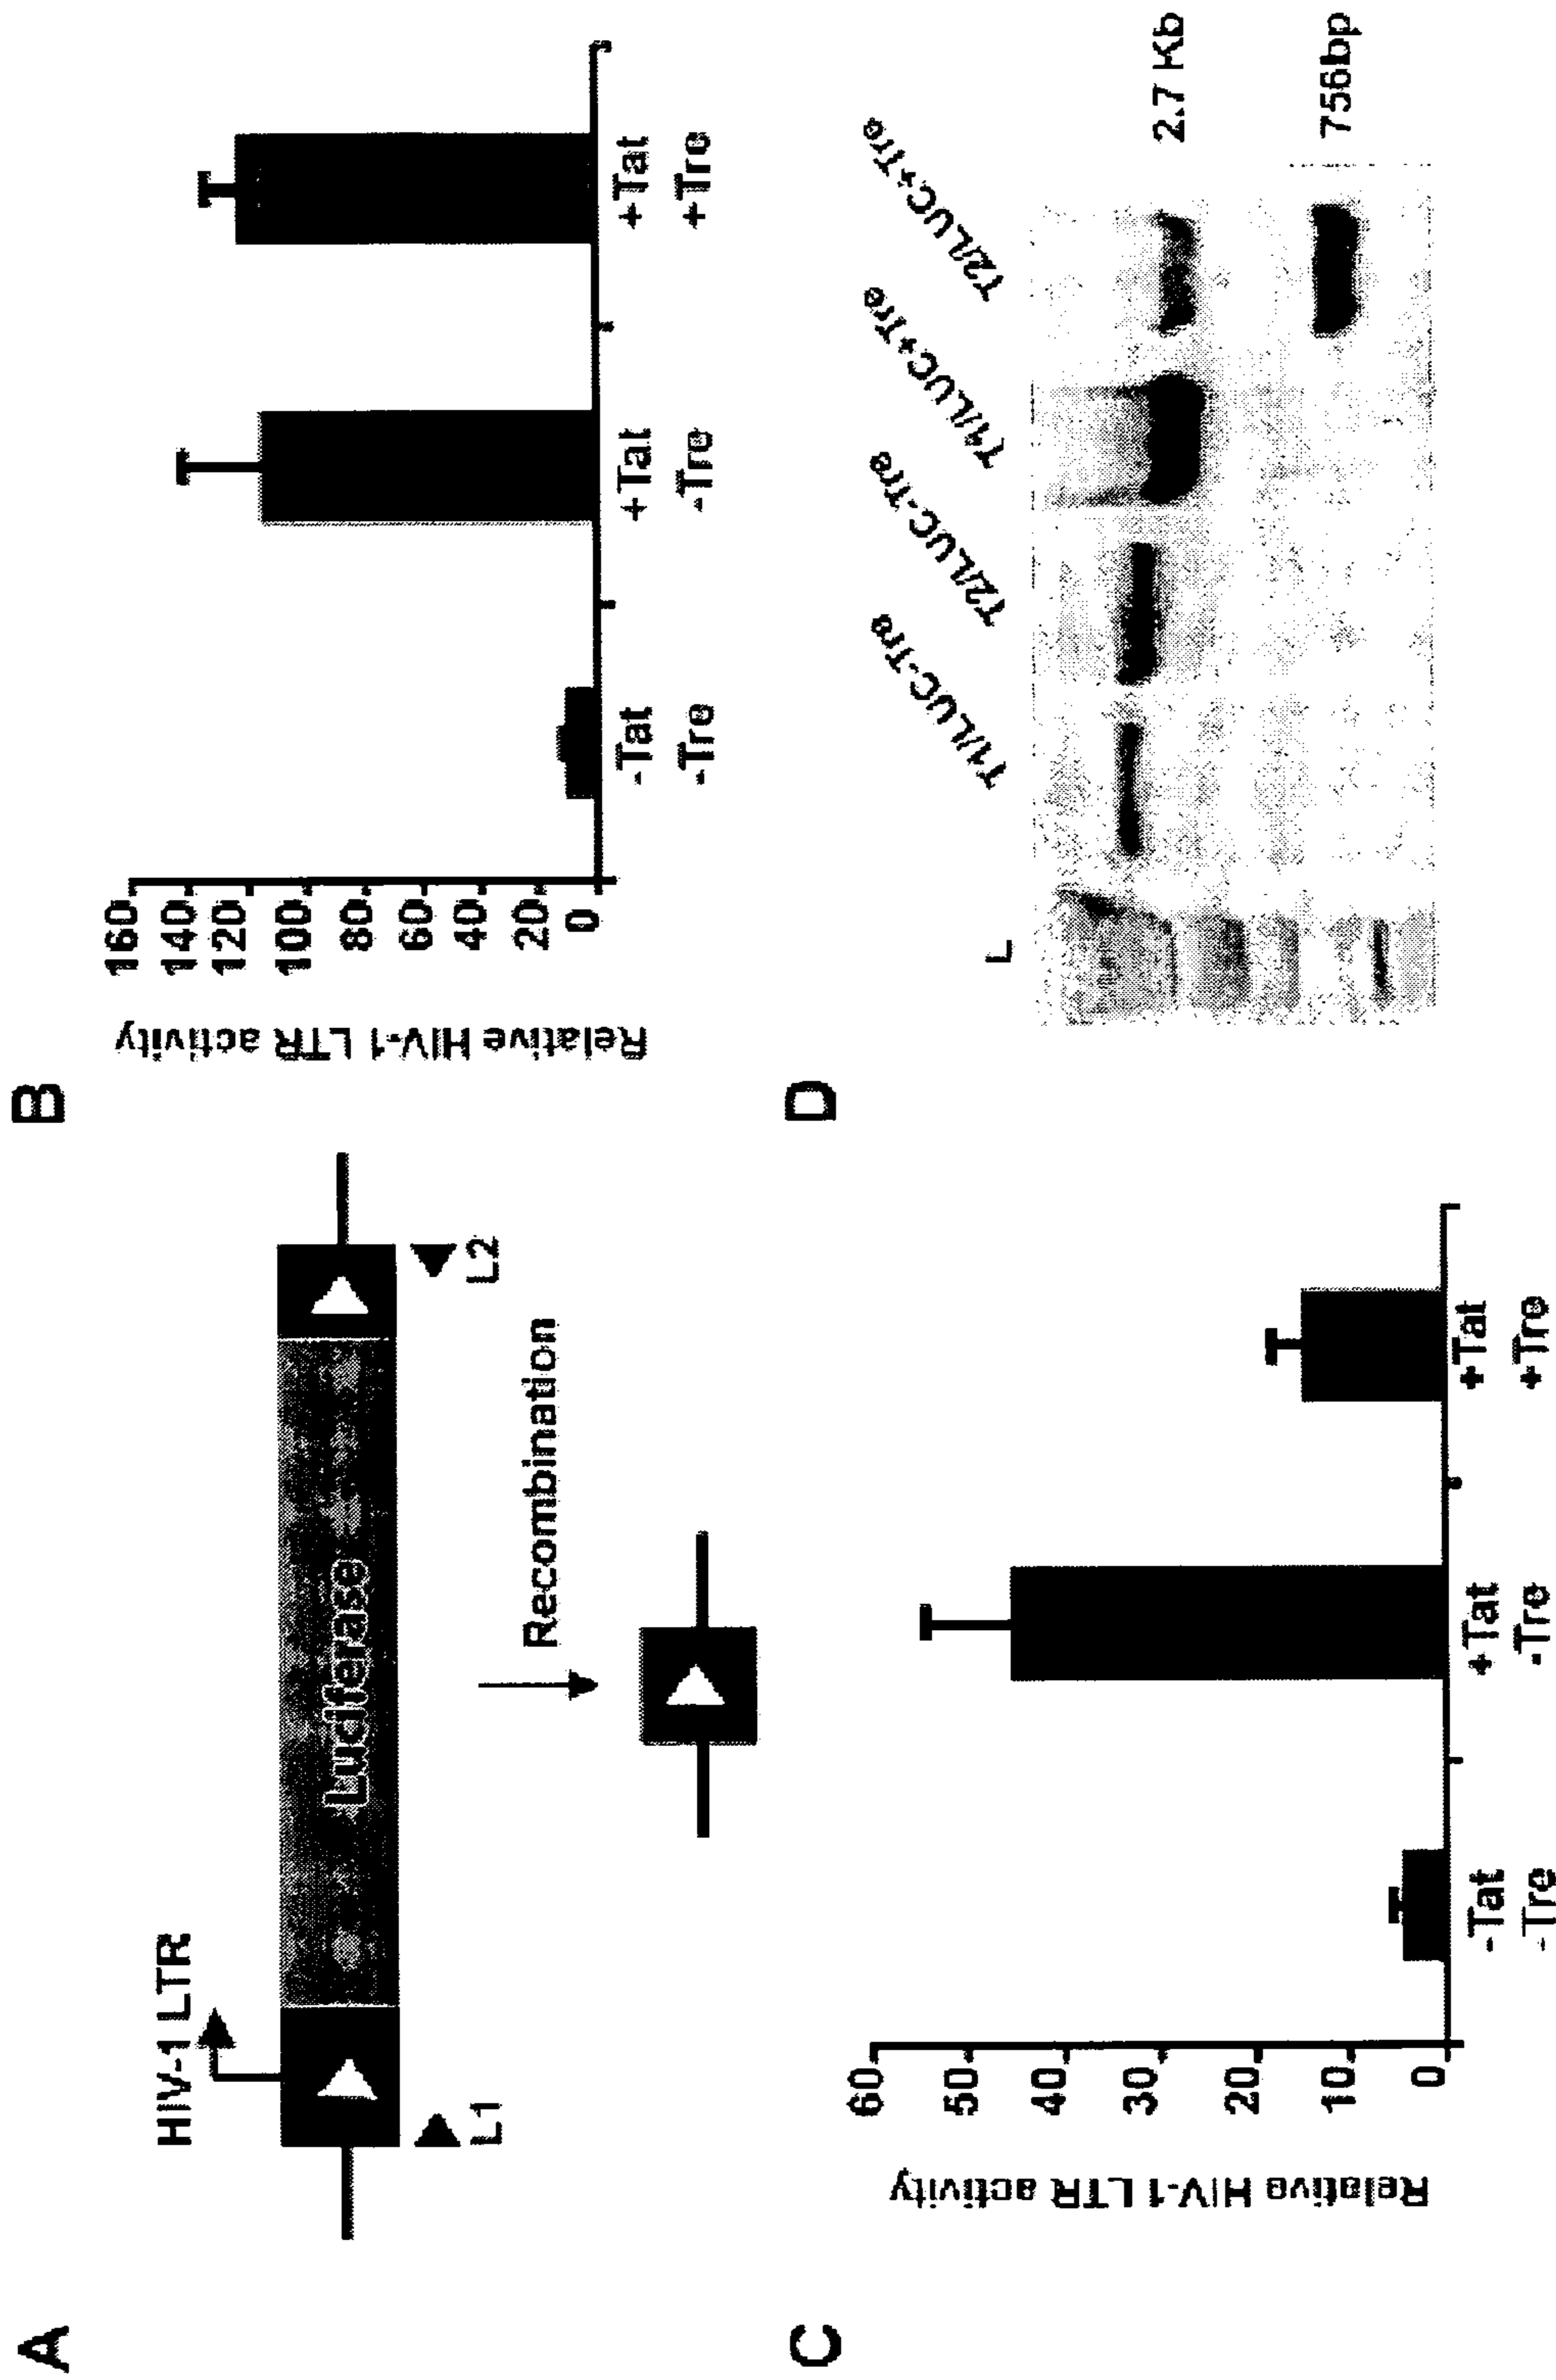 A
HIV-1 LTR
Luciferase
L1
L2
Recombination
B
Relative HIV-1 LTR activity
160
140
120
100
80
60
40
20
0
-Tat
+Tat
+Tat
-Tre
-Tre
+Tre
C
Relative HIV-1 LTR activity
60
50
40
30
20
10
0
-Tat
+Tat
+Tat
-Tre
-Tre
+Tre
D
L
T1/LUC-Tre
T2/LUC-Tre
T1/LUC+Tre
T2/LUC+Tre
2.7 Kb
756bp